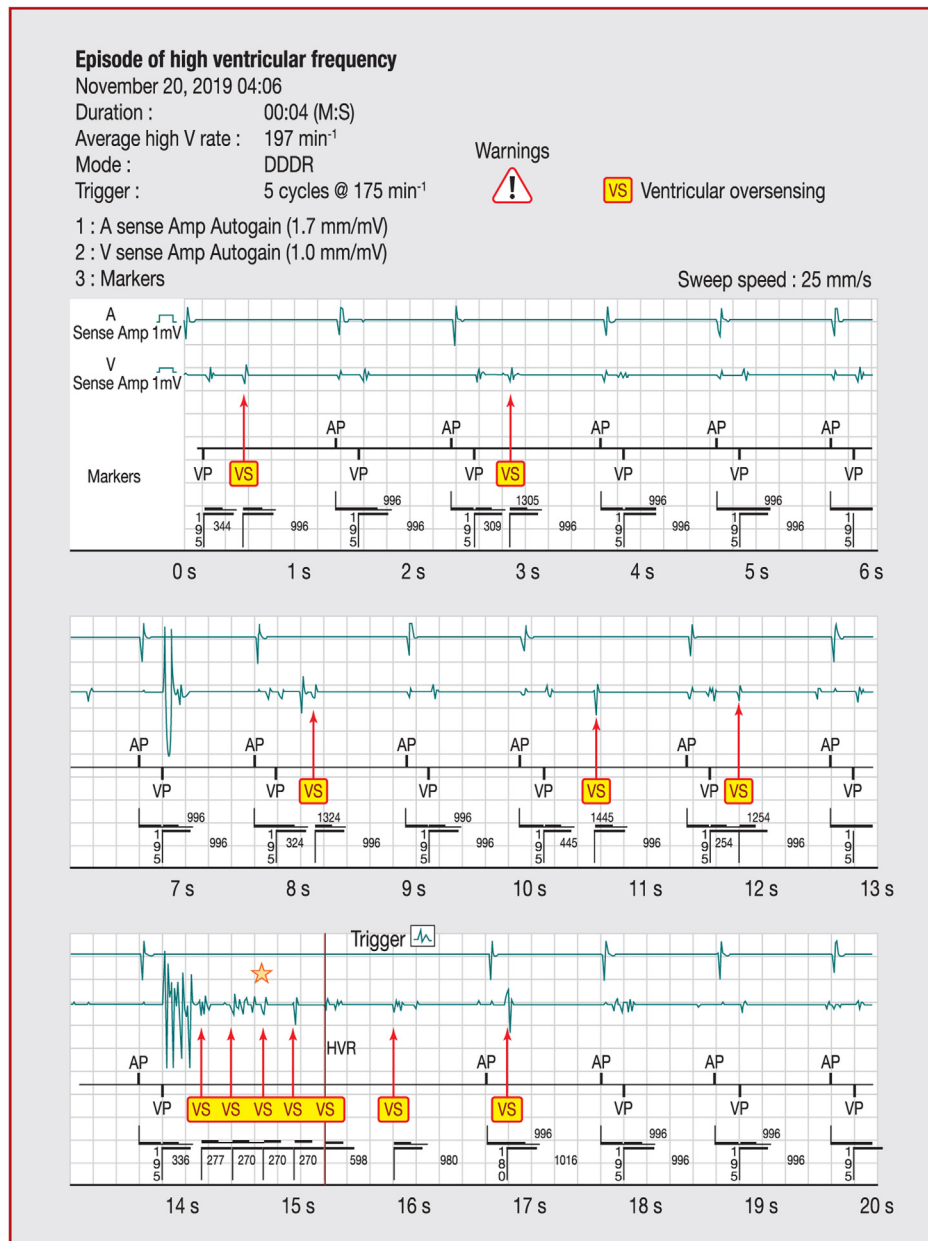 Episode of high ventricular frequency
November 20, 2019 04:06
Duration : 00:04 (M:S)
Average high V rate : 197 min-1
Mode : DDDR
Trigger : 5 cycles @ 175 min-1
Warnings
!
VS Ventricular oversensing
1 : A sense Amp Autogain (1.7 mm/mV)
2 : V sense Amp Autogain (1.0 mm/mV)
3 : Markers
Sweep speed : 25 mm/s
A
Sense Amp 1mV
V
Sense Amp 1mV
AP AP AP AP AP
Markers
VP VS VP VP VS VP VP VP
996 1305 996 996
195 344 996 195 996 195 309 996 195 996 195 996 195
0 s 1 s 2 s 3 s 4 s 5 s 6 s
AP AP AP AP AP AP
VP VP VS VP VP VS VP VS VP
996 1324 996 1445 1254
195 996 195 324 996 195 996 195 445 996 195 254 996 195
7 s 8 s 9 s 10 s 11 s 12 s 13 s
Trigger
HVR
AP AP AP AP AP
VP VS VS VS VS VS VS VS VP VP VP
996 996 996
195 336 277 270 270 270 598 980 180 1016 195 996 195 996 195
14 s 15 s 16 s 17 s 18 s 19 s 20 s